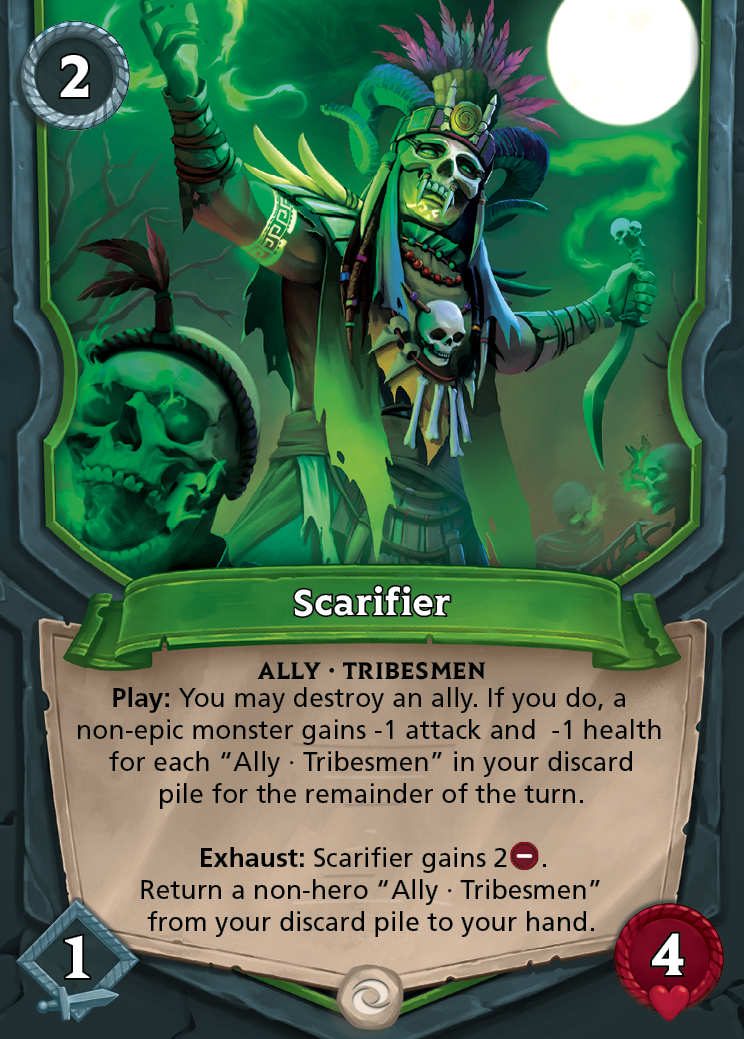 2
Scarifier
ALLY · TRIBESMEN
Play: You may destroy an ally. If you do, a
non-epic monster gains -1 attack and -1 health
for each “Ally · Tribesmen” in your discard
pile for the remainder of the turn.
Exhaust: Scarifier gains 2.
Return a non-hero “Ally · Tribesmen”
from your discard pile to your hand.
1
4